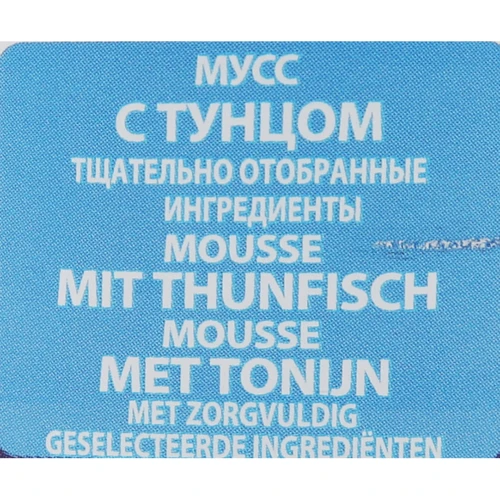 МУСС
С ТУНЦОМ
ТЩАТЕЛЬНО ОТОБРАННЫЕ
ИНГРЕДИЕНТЫ
MOUSSE
MIT THUNFISCH
MOUSSE
MET TONIJN
MET ZORGVULDIG
GESELECTEERDE INGREDIËNTEN